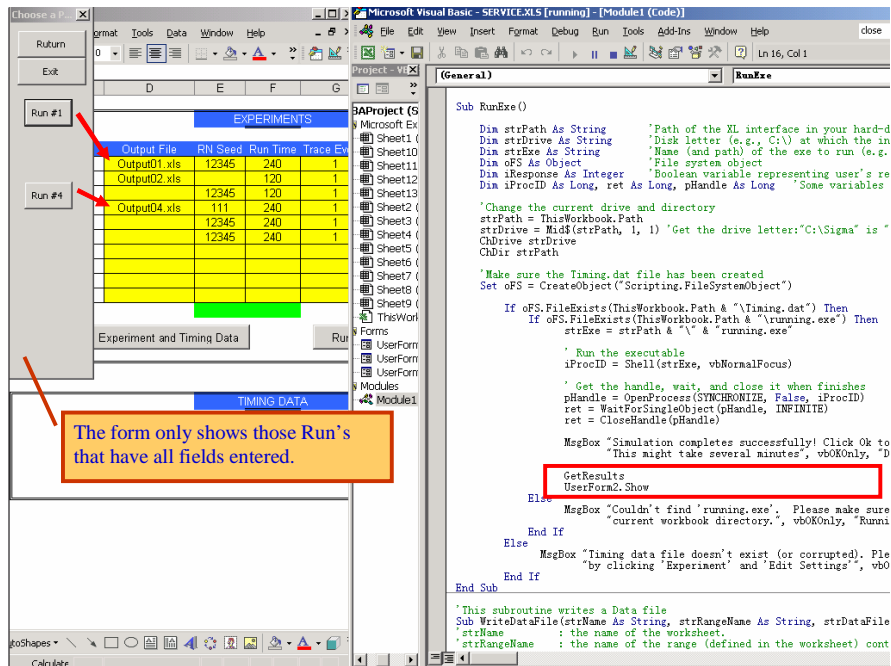 Choose a P...
Ruturn
Exit
Run #1
Run #4
ormat Tools Data Window Help
0
D E F G
EXPERIMENTS
Output File RN Seed Run Time Trace Ev
Output01.xls 12345 240 1
Output02.xls 120 1
12345 120 1
Output04.xls 111 240 1
12345 240 1
12345 240 1
Experiment and Timing Data
Ru
TIMING DATA
The form only shows those Run's
that have all fields entered.
utoShapes
Calculate
Microsoft Visual Basic - SERVICE.XLS [running] - [Module1 (Code)]
File Edit View Insert Format Debug Run Tools Add-Ins Window Help
close
Ln 16, Col 1
Project - VB
BAProject (S
Microsoft Ex
Sheet1 (
Sheet10
Sheet11
Sheet12
Sheet13
Sheet2 (
Sheet3 (
Sheet4 (
Sheet5 (
Sheet6 (
Sheet7 (
Sheet8 (
Sheet9 (
ThisWork
Forms
UserForm
UserForm
UserForm
Modules
Module1
(General)
RunExe
Sub RunExe()
Dim strPath As String 'Path of the XL interface in your hard-d
Dim strDrive As String 'Disk letter (e.g., C:\) at which the in
Dim strExe As String 'Name (and path) of the exe to run (e.g.
Dim oFS As Object 'File system object
Dim iResponse As Integer 'Boolean variable representing user's re
Dim iProcID As Long, ret As Long, pHandle As Long 'Some variables
'Change the current drive and directory
strPath = ThisWorkbook.Path
strDrive = Mid$(strPath, 1, 1) 'Get the drive letter:"C:\Sigma" is "
ChDrive strDrive
ChDir strPath
'Make sure the Timing.dat file has been created
Set oFS = CreateObject("Scripting.FileSystemObject")
If oFS.FileExists(ThisWorkbook.Path & "\Timing.dat") Then
If oFS.FileExists(ThisWorkbook.Path & "\running.exe") Then
strExe = strPath & "\" & "running.exe"
' Run the executable
iProcID = Shell(strExe, vbNormalFocus)
' Get the handle, wait, and close it when finishes
pHandle = OpenProcess(SYNCHRONIZE, False, iProcID)
ret = WaitForSingleObject(pHandle, INFINITE)
ret = CloseHandle(pHandle)
MsgBox "Simulation completes successfully! Click Ok to
"This might take several minutes", vbOKOnly, "D
GetResults
UserForm2.Show
Else
MsgBox "Couldn't find 'running.exe'. Please make sure
"current workbook directory.", vbOKOnly, "Runni
End If
Else
MsgBox "Timing data file doesn't exist (or corrupted). Ple
"by clicking 'Experiment' and 'Edit Settings'", vbO
End If
End Sub
'This subroutine writes a Data file
Sub WriteDataFile(strName As String, strRangeName As String, strDataFile
'strName : the name of the worksheet.
'strRangeName : the name of the range (defined in the worksheet) cont